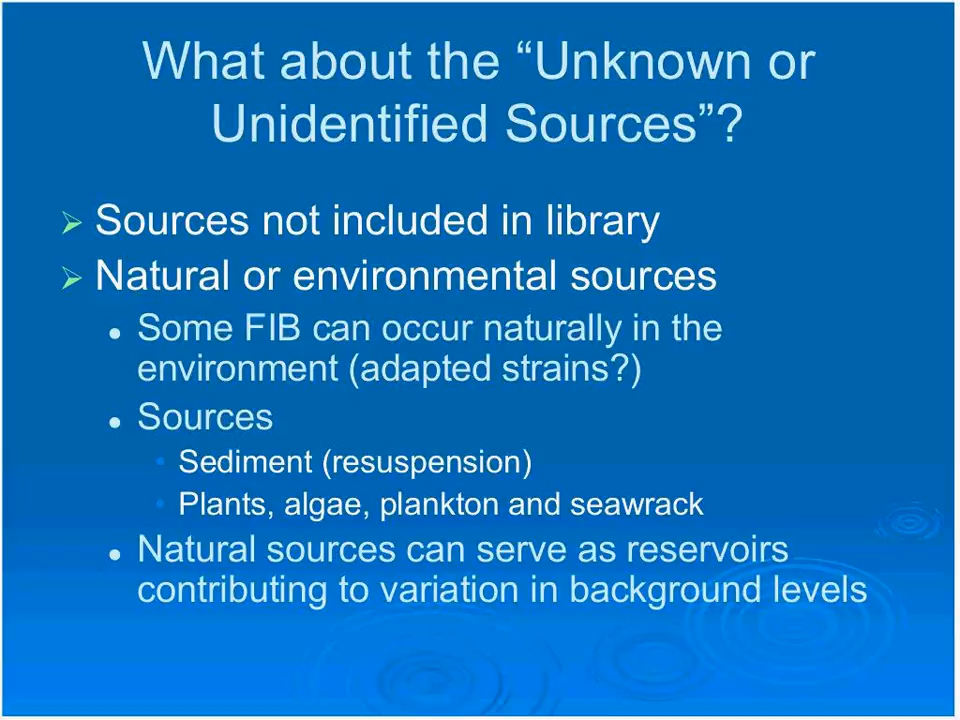 What about the “Unknown or
Unidentified Sources”?
Sources not included in library
Natural or environmental sources
Some FIB can occur naturally in the
environment (adapted strains?)
Sources
Sediment (resuspension)
Plants, algae, plankton and seawrack
Natural sources can serve as reservoirs
contributing to variation in background levels